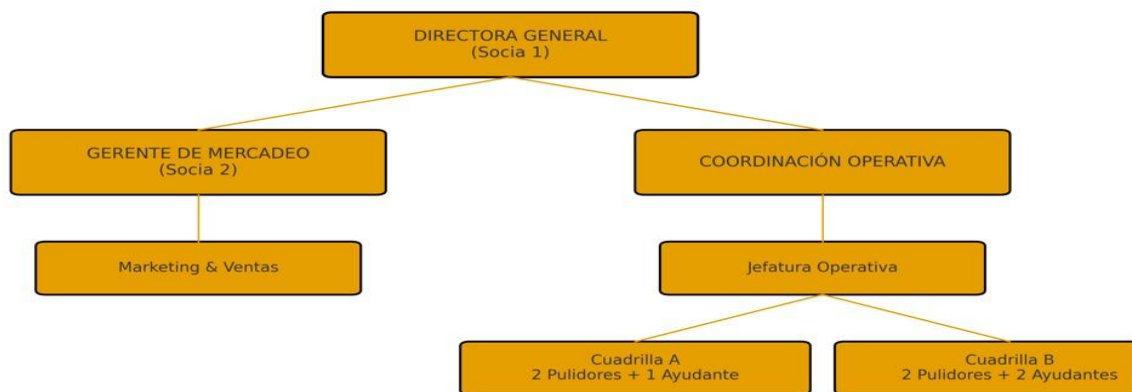 DIRECTORA GENERAL
(Socia 1)
GERENTE DE MERCADEO
(Socia 2)
COORDINACIÓN OPERATIVA
Marketing & Ventas
Jefatura Operativa
Cuadrilla A
2 Pulidores + 1 Ayudante
Cuadrilla B
2 Pulidores + 2 Ayudantes